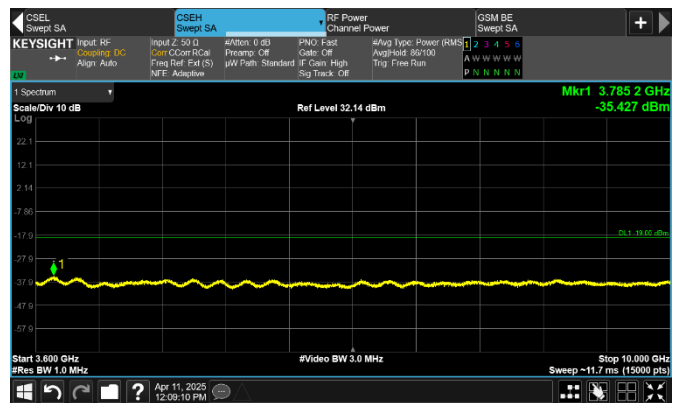 CSEL
Swept SA
CSEH
Swept SA
RF Power
Channel Power
GSM BE
Swept SA
+
KEYSIGHT
Input: RF
Coupling: DC
Align: Auto
Input Z: 50 Ω
Corr CCorr RCal
Freq Ref: Ext (S)
NFE: Adaptive
#Atten: 0 dB
Preamp: Off
µW Path: Standard
PNO: Fast
Gate: Off
IF Gain: High
Sig Track: Off
#Avg Type: Power (RMS)
Avg|Hold: 86/100
Trig: Free Run
1 2 3 4 5 6
A W W W W W
P N N N N N
LXI
1 Spectrum
Scale/Div 10 dB
Ref Level 32.14 dBm
Mkr1 3.785 2 GHz
-35.427 dBm
Log
22.1
12.1
2.14
-7.86
-17.9
DL1 -19.00 dBm
-27.9
1
-37.9
-47.9
-57.9
Start 3.600 GHz
#Video BW 3.0 MHz
Stop 10.000 GHz
#Res BW 1.0 MHz
Sweep ~11.7 ms (15000 pts)
?
Apr 11, 2025
12:09:10 PM